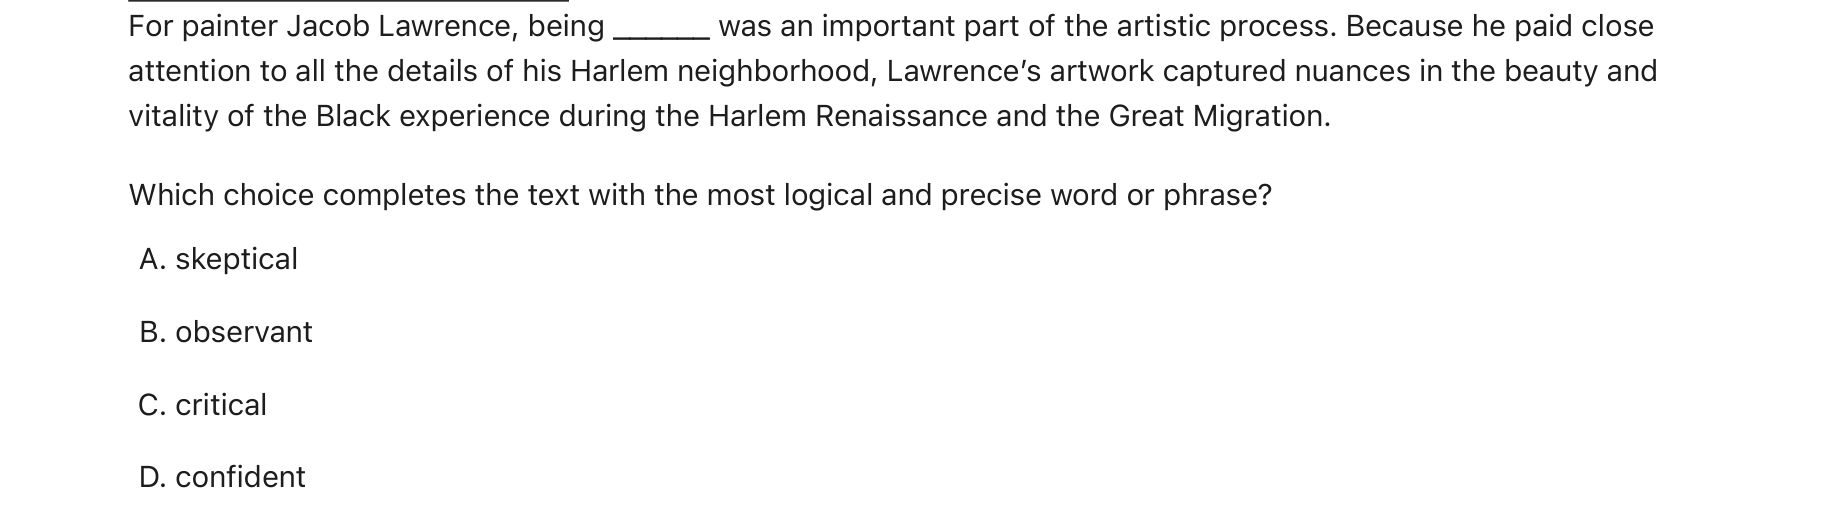 For painter Jacob Lawrence, being ______ was an important part of the artistic process. Because he paid close
attention to all the details of his Harlem neighborhood, Lawrence’s artwork captured nuances in the beauty and
vitality of the Black experience during the Harlem Renaissance and the Great Migration.
Which choice completes the text with the most logical and precise word or phrase?
A. skeptical
B. observant
C. critical
D. confident